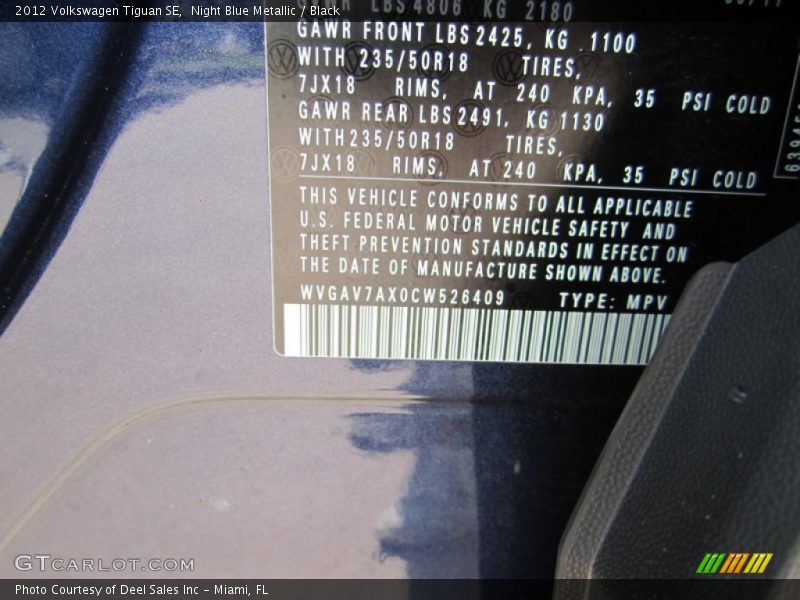 2012 Volkswagen Tiguan SE, Night Blue Metallic / Black
LBS 4806 KG 2180
GAWR FRONT LBS 2425, KG 1100
WITH 235/50R18 TIRES,
7JX18 RIMS, AT 240 KPA, 35 PSI COLD
GAWR REAR LBS 2491, KG 1130
WITH 235/50R18 TIRES,
7JX18 RIMS, AT 240 KPA, 35 PSI COLD
THIS VEHICLE CONFORMS TO ALL APPLICABLE
U.S. FEDERAL MOTOR VEHICLE SAFETY AND
THEFT PREVENTION STANDARDS IN EFFECT ON
THE DATE OF MANUFACTURE SHOWN ABOVE.
WVGAV7AX0CW526409 TYPE: MPV
GTCARLOT.COM
Photo Courtesy of Deel Sales Inc - Miami, FL